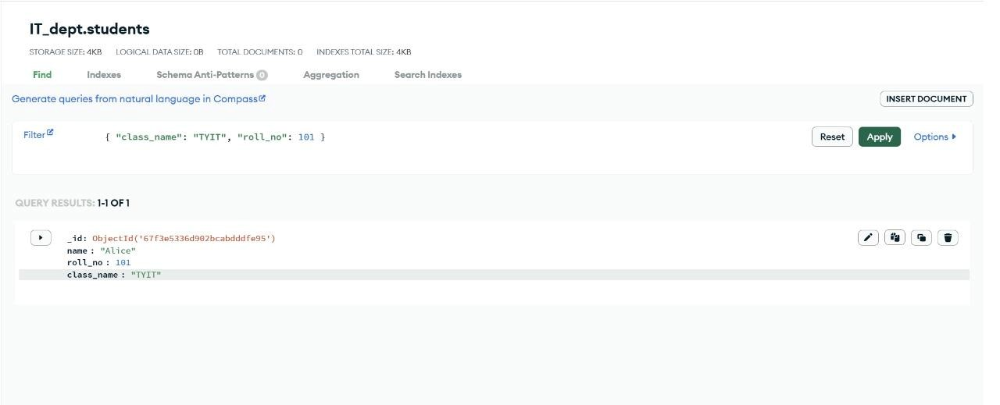 IT_dept.students
STORAGE SIZE: 4KB LOGICAL DATA SIZE: 0B TOTAL DOCUMENTS: 0 INDEXES TOTAL SIZE: 4KB
Find Indexes Schema Anti-Patterns 0 Aggregation Search Indexes
Generate queries from natural language in Compass INSERT DOCUMENT
Filter { "class_name": "TYIT", "roll_no": 101 } Reset Apply Options
QUERY RESULTS: 1-1 OF 1
_id: ObjectId('67f3e5336d902bcabdddfe95')
name : "Alice"
roll_no : 101
class_name : "TYIT"